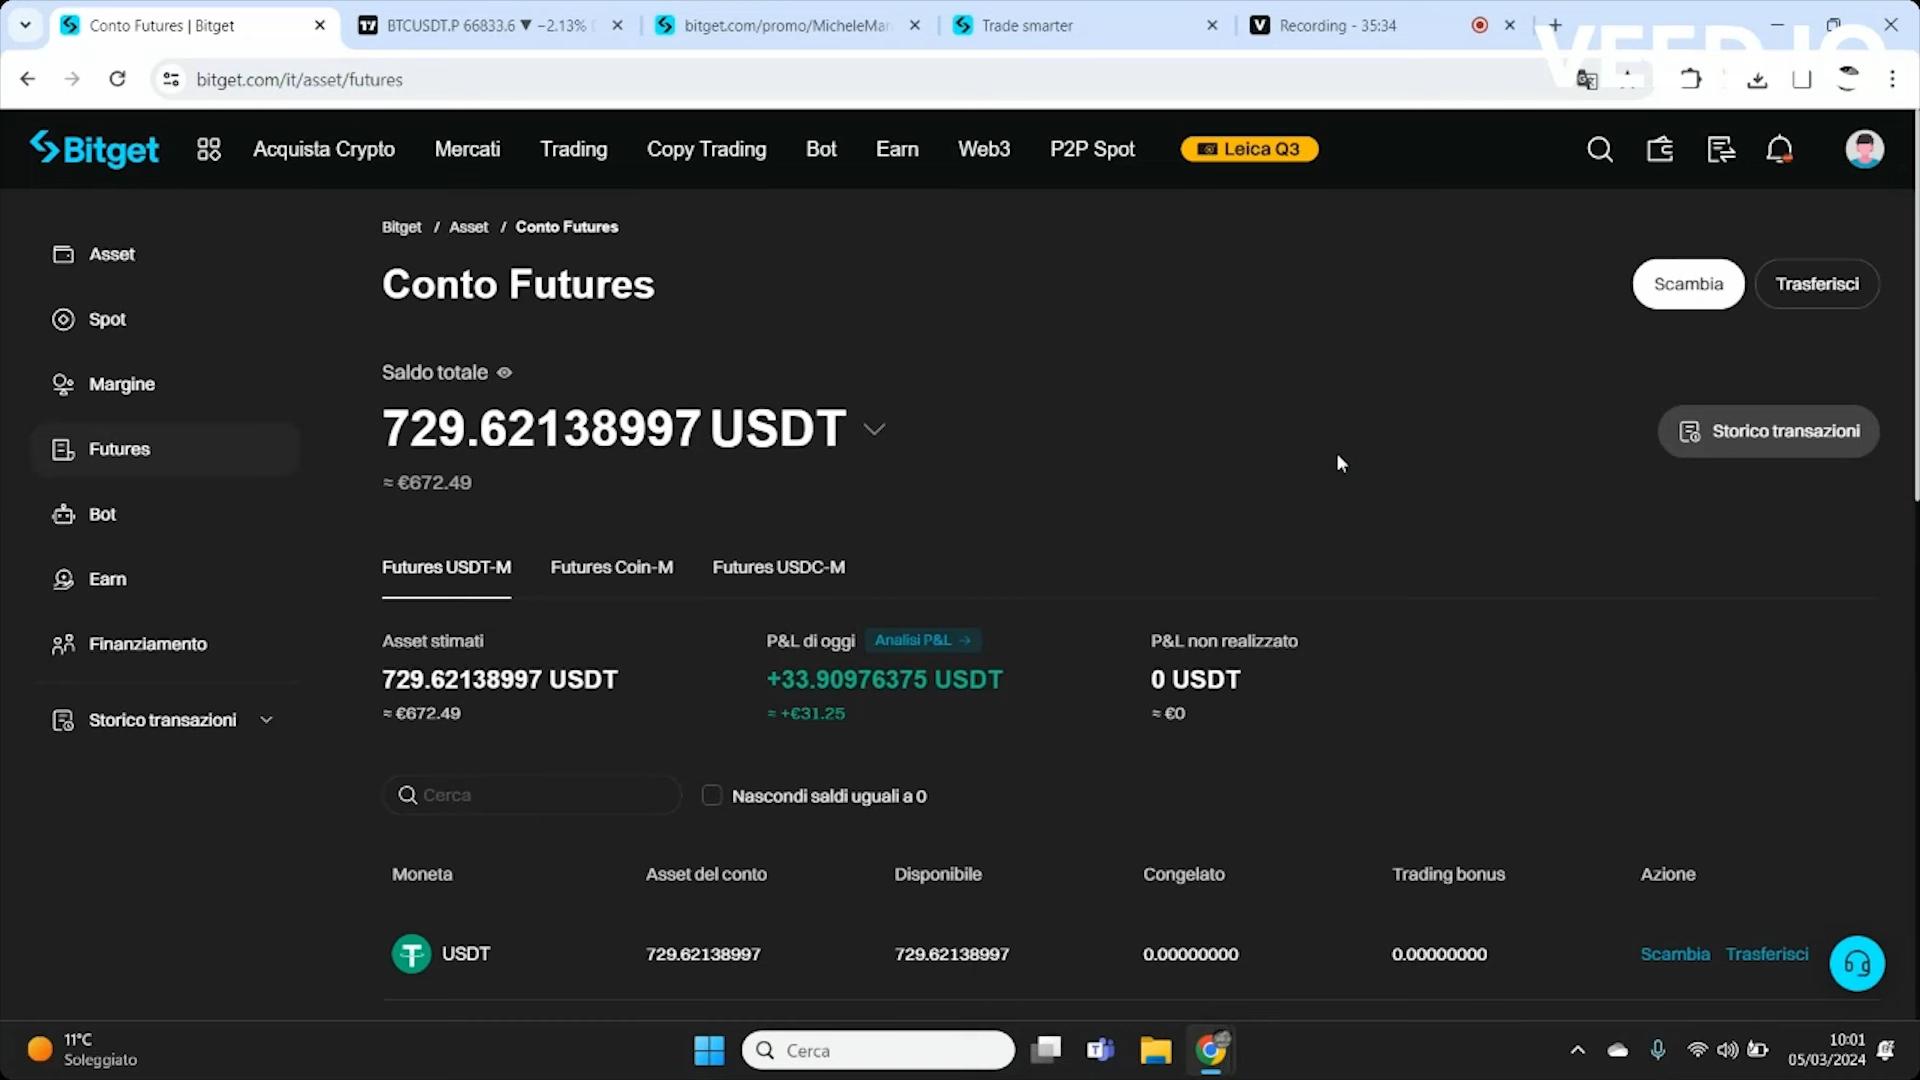 Conto Futures | Bitget
BTCUSDT.P 66833.6 ▼ −2.13%
bitget.com/promo/MicheleMar
Trade smarter
Recording - 35:34
VEED.IO
bitget.com/it/asset/futures
Bitget
Acquista Crypto
Mercati
Trading
Copy Trading
Bot
Earn
Web3
P2P Spot
Leica Q3
Bitget / Asset / Conto Futures
Asset
Spot
Margine
Futures
Bot
Earn
Finanziamento
Storico transazioni
Conto Futures
Scambia
Trasferisci
Saldo totale
729.62138997 USDT
≈ €672.49
Storico transazioni
Futures USDT-M
Futures Coin-M
Futures USDC-M
Asset stimati
729.62138997 USDT
≈ €672.49
P&L di oggi
Analisi P&L →
+33.90976375 USDT
≈ +€31.25
P&L non realizzato
0 USDT
≈ €0
Cerca
Nascondi saldi uguali a 0
Moneta
Asset del conto
Disponibile
Congelato
Trading bonus
Azione
USDT
729.62138997
729.62138997
0.00000000
0.00000000
Scambia
Trasferisci
11°C
Soleggiato
Cerca
10:01
05/03/2024